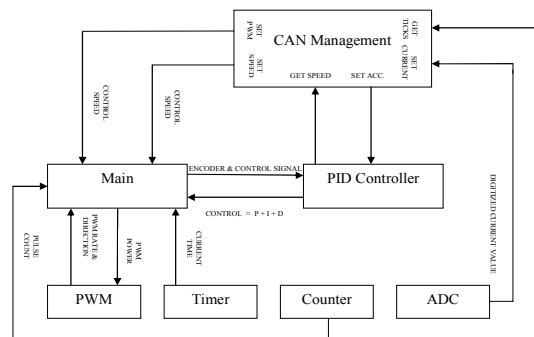 SET
PWM
GET
TICKS
CAN Management
SET
SPEED
SET
CURRENT
GET SPEED
SET ACC.
CONTROL
SPEED
CONTROL
SPEED
ENCODER & CONTROL SIGNAL
Main
PID Controller
CONTROL = P + I + D
PULSE
COUNT
PWM RATE &
DIRECTION
PWM
POWER
CURRENT
TIME
DIGITIZED CURRENT VALUE
PWM
Timer
Counter
ADC